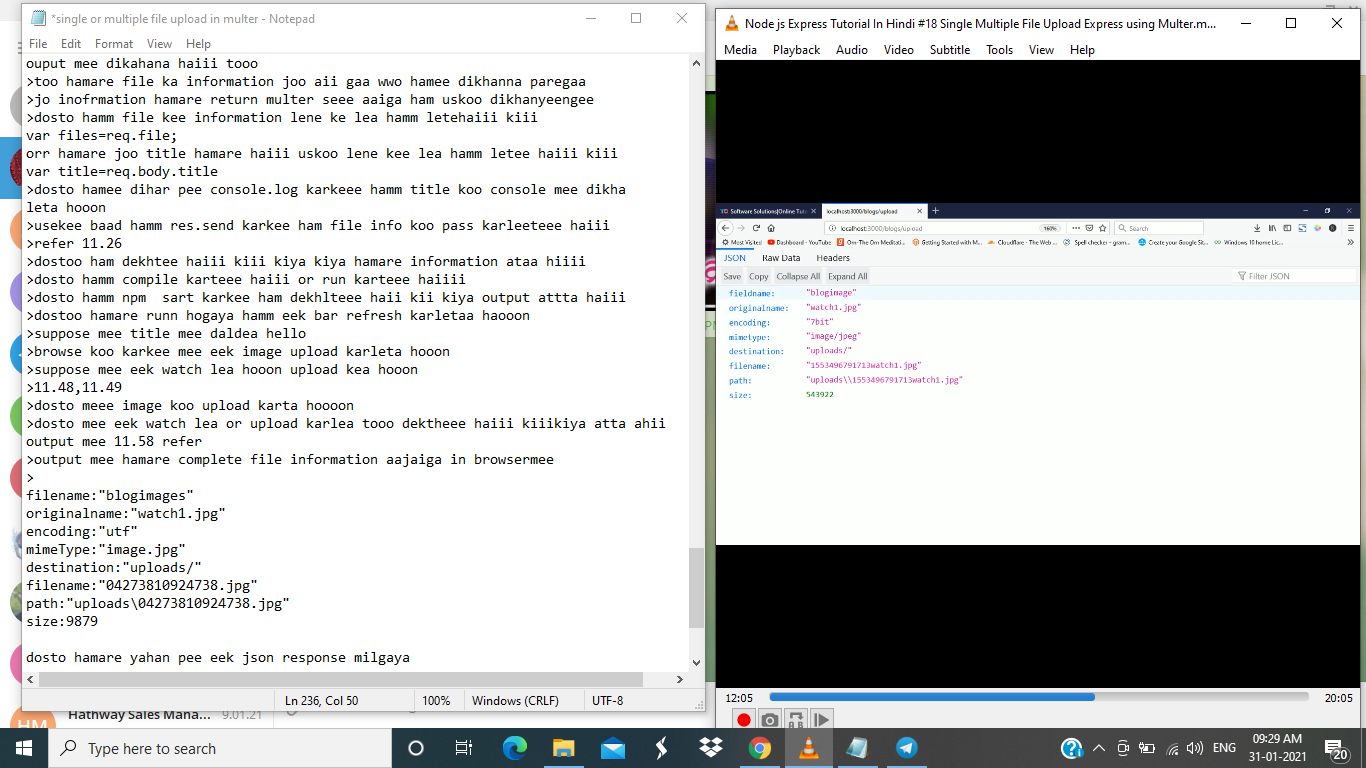 *single or multiple file upload in multer - Notepad
File Edit Format View Help
ouput mee dikahana haiii tooo
>too hamare file ka information joo aii gaa wwo hamee dikhanna paregaa
>jo inofrmation hamare return multer seee aaiga ham uskoo dikhanyeengee
>dosto hamm file kee information lene ke lea hamm letehaiii kiii
var files=req.file;
orr hamare joo title hamare haiii uskoo lene kee lea hamm letee haiii kiii
var title=req.body.title
>dosto hamee dihar pee console.log karkeee hamm title koo console mee dikha
leta hooon
>usekee baad hamm res.send karkee ham file info koo pass karleeteee haiii
>refer 11.26
>dostoo ham dekhtee haiii kiii kiya kiya hamare information ataa hiiii
>dosto hamm compile karteee haiii or run karteee haiiii
>dosto hamm npm  sart karkee ham dekhlteee haii kii kiya output attta haiii
>dostoo hamare runn hogaya hamm eek bar refresh karletaa haooon
>suppose mee title mee daldea hello
>browse koo karkee mee eek image upload karleta hooon
>suppose mee eek watch lea hooon upload kea hooon
>11.48,11.49
>dosto meee image koo upload karta hoooon
>dosto mee eek watch lea or upload karlea tooo dektheee haiii kiiikiya atta ahii
output mee 11.58 refer
>output mee hamare complete file information aajaiga in browsermee
>
filename:"blogimages"
originalname:"watch1.jpg"
encoding:"utf"
mimeType:"image.jpg"
destination:"uploads/"
filename:"04273810924738.jpg"
path:"uploads\04273810924738.jpg"
size:9879
dosto hamare yahan pee eek json response milgaya
Ln 236, Col 50 100% Windows (CRLF) UTF-8
Hathway Sales Mana... 9.01.21
HM
Node js Express Tutorial In Hindi #18 Single Multiple File Upload Express using Multer.m...
Media Playback Audio Video Subtitle Tools View Help
Software Solutions(Online Tut localhost:3000/blogs/upload
localhost:3000/blogs/upload 160% Search
Most Visited Dashboard - YouTube Om-The Om Meditati... Getting Started with M... Cloudflare - The Web ... Spell checker - gram... Create your Google Sit... Windows 10 home Lic...
JSON Raw Data Headers
Save Copy Collapse All Expand All Filter JSON
fieldname: "blogimage"
originalname: "watch1.jpg"
encoding: "7bit"
mimetype: "image/jpeg"
destination: "uploads/"
filename: "1553496791713watch1.jpg"
path: "uploads\\1553496791713watch1.jpg"
size: 543922
12:05 20:05
Type here to search
ENG
09:29 AM
31-01-2021
20